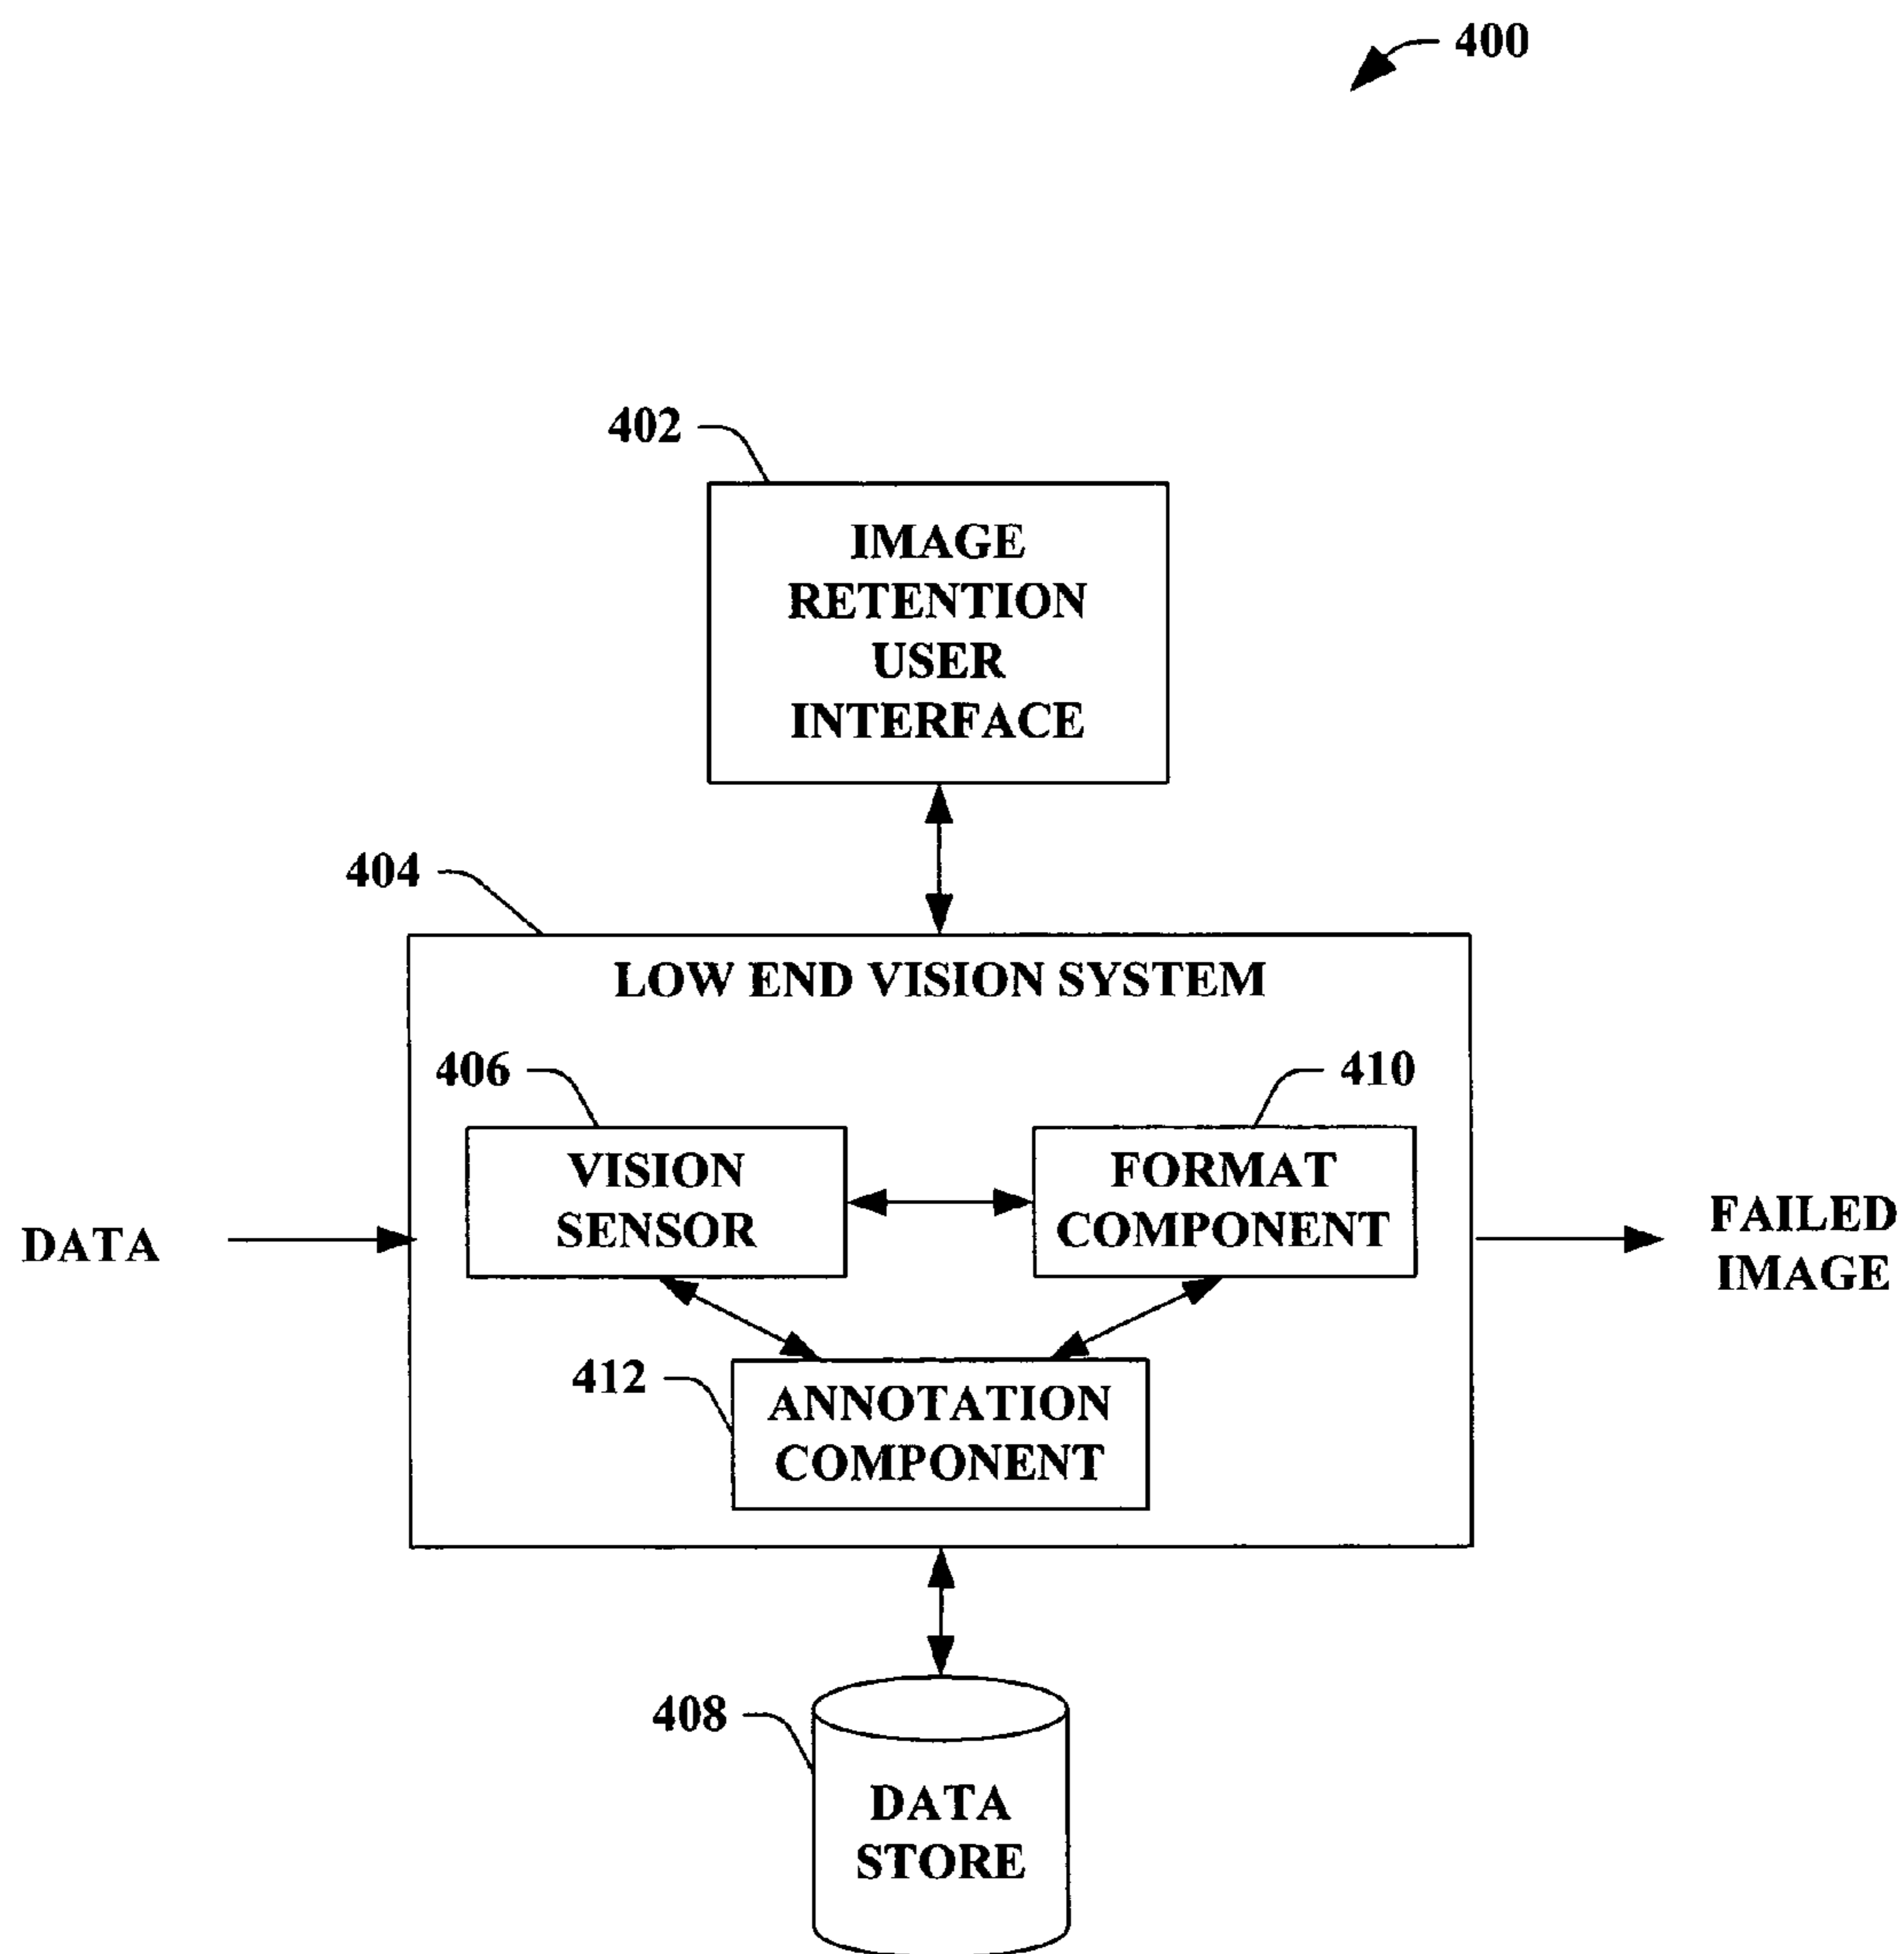 400
402
IMAGE
RETENTION
USER
INTERFACE
404
LOW END VISION SYSTEM
406
410
VISION
SENSOR
FORMAT
COMPONENT
DATA
FAILED
IMAGE
412
ANNOTATION
COMPONENT
408
DATA
STORE